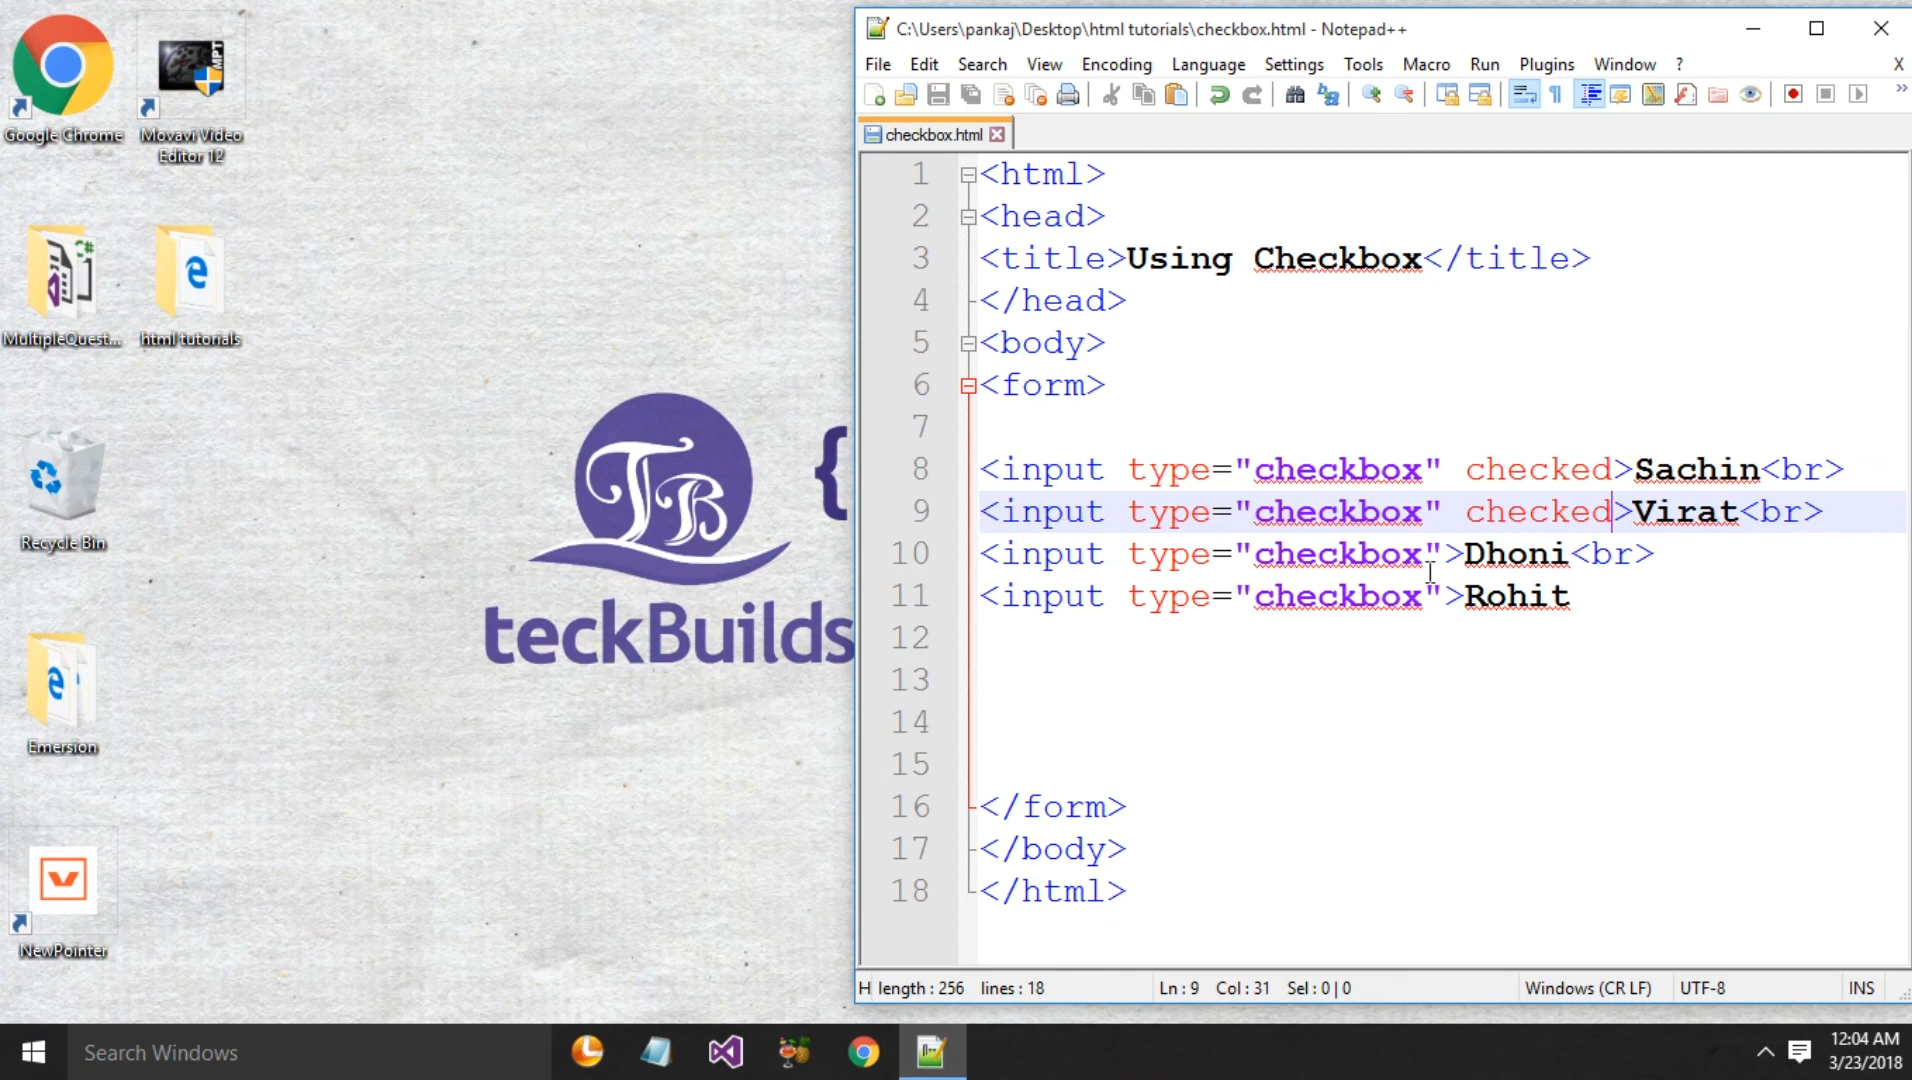 Google Chrome
Movavi Video
Editor 12
MultipleQuest...
html tutorials
Recycle Bin
Emersion
NewPointer
TB
{
teckBuilds
C:\Users\pankaj\Desktop\html tutorials\checkbox.html - Notepad++
File Edit Search View Encoding Language Settings Tools Macro Run Plugins Window ? X
checkbox.html
1 <html>
2 <head>
3 <title>Using Checkbox</title>
4 </head>
5 <body>
6 <form>
7
8 <input type="checkbox" checked>Sachin<br>
9 <input type="checkbox" checked>Virat<br>
10 <input type="checkbox">Dhoni<br>
11 <input type="checkbox">Rohit
12
13
14
15
16 </form>
17 </body>
18 </html>
H length : 256 lines : 18 Ln : 9 Col : 31 Sel : 0 | 0 Windows (CR LF) UTF-8 INS
Search Windows
12:04 AM
3/23/2018